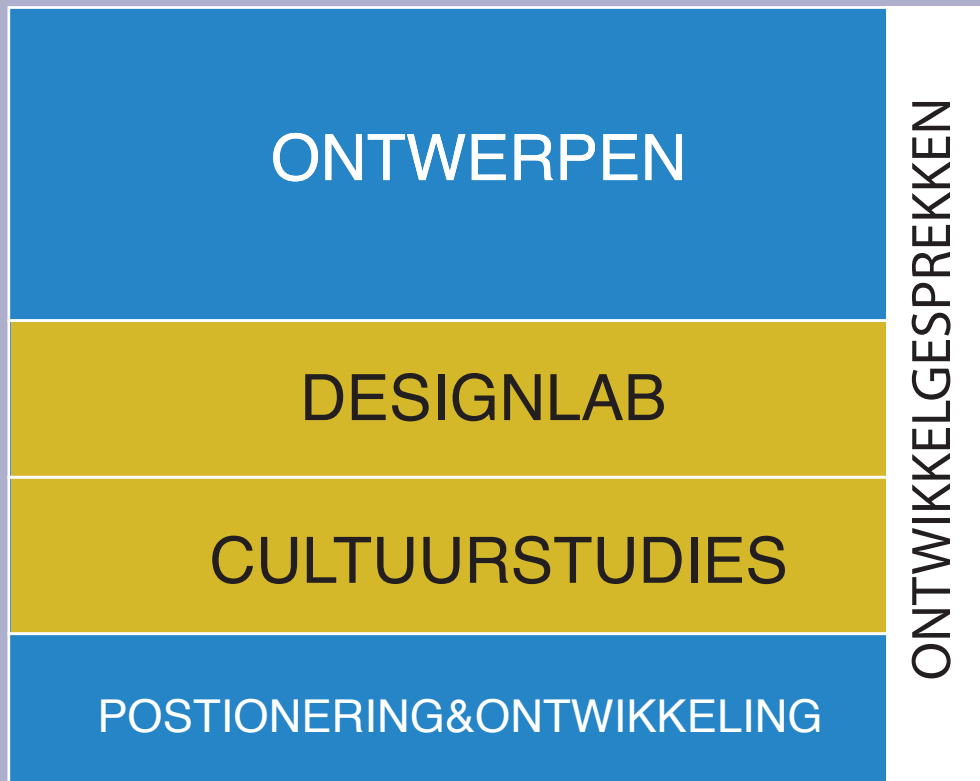 ONTWERPEN
DESIGNLAB
CULTUURSTUDIES
POSTIONERING&ONTWIKKELING
ONTWIKKELGESPREKKEN